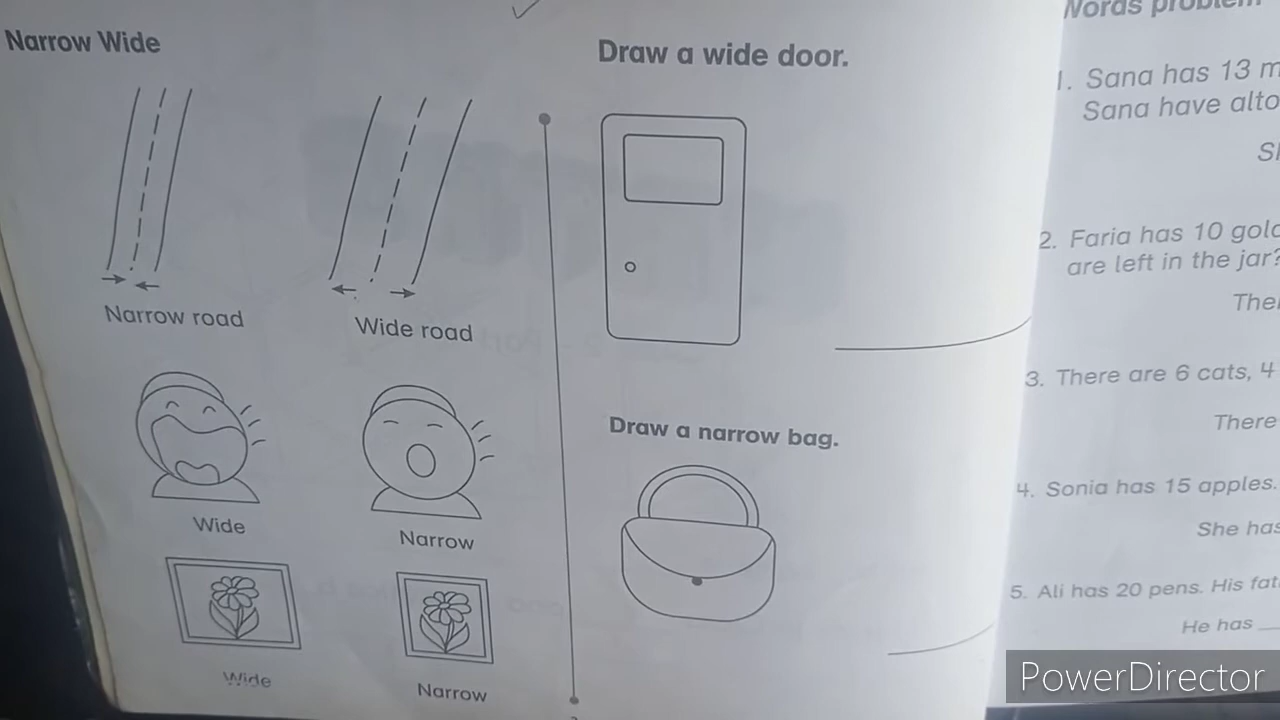 Narrow Wide
Narrow road
Wide road
Wide
Narrow
Wide
Narrow
Draw a wide door.
Draw a narrow bag.
Words problem
1. Sana has 13
Sana have
2. Faria has 10
are left in the jar?
3. There are 6 cats, 4
There
4. Sonia has 15 apples.
She has
5. Ali has 20 pens. His
He has
PowerDirector